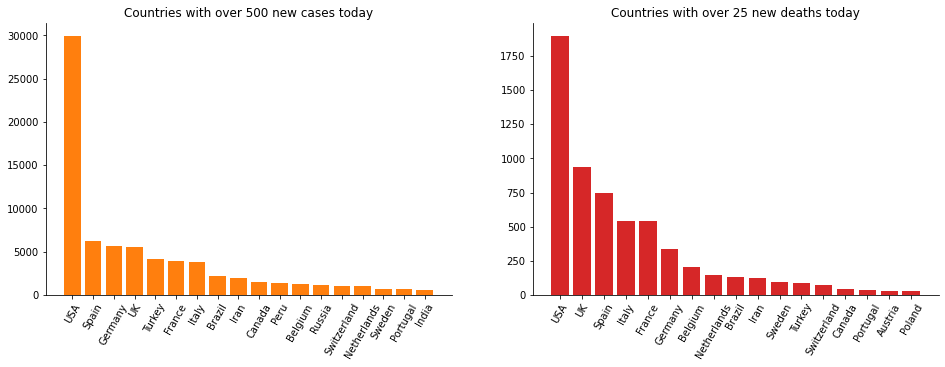 Countries with over 500 new cases today
30000
25000
20000
15000
10000
5000
0
USA
Spain
Germany
UK
Turkey
France
Italy
Brazil
Iran
Canada
Peru
Belgium
Russia
Switzerland
Netherlands
Sweden
Portugal
India
Countries with over 25 new deaths today
1750
1500
1250
1000
750
500
250
0
USA
UK
Spain
Italy
France
Germany
Belgium
Netherlands
Brazil
Iran
Sweden
Turkey
Switzerland
Canada
Portugal
Austria
Poland